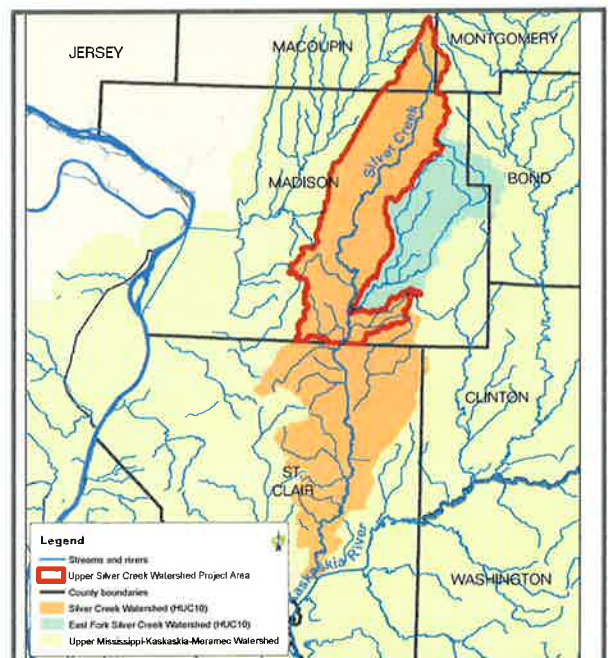 JERSEY
MACOUPIN
MONTGOMERY
Silver Creek
MADISON
BOND
CLINTON
ST. CLAIR
Kaskaskia River
WASHINGTON
Legend
Streams and rivers
Upper Silver Creek Watershed Project Area
County boundaries
Silver Creek Watershed (HUC10)
East Fork Silver Creek Watershed (HUC10)
Upper Mississippi-Kaskaskia-Meramec Watershed